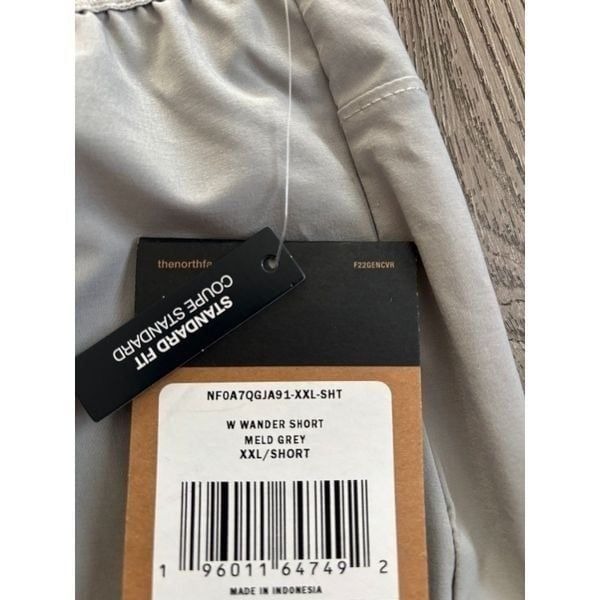 thenorthfa
F22GENCVR
STANDARD FIT
COUPE STANDARD
NF0A7QGJA91-XXL-SHT
W WANDER SHORT
MELD GREY
XXL/SHORT
1 96011 64749 2
MADE IN INDONESIA